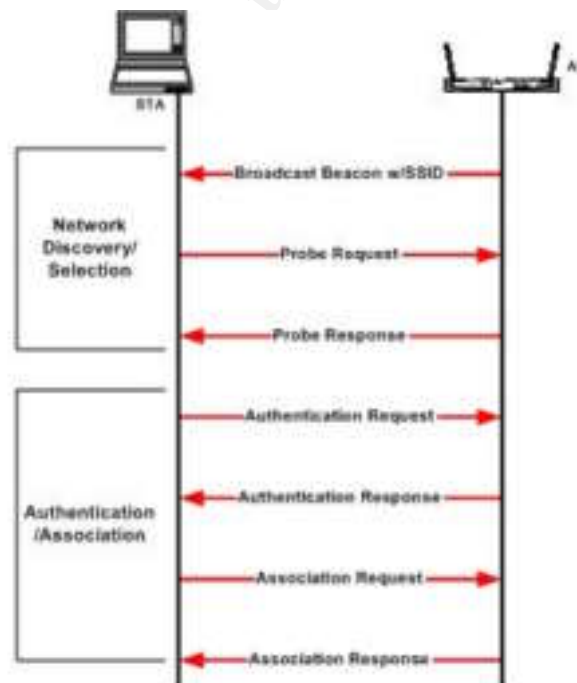 STA
A
Broadcast Beacon w/SSID
Network
Discovery/
Selection
Probe Request
Probe Response
Authentication Request
Authentication Response
Authentication
/Association
Association Request
Association Response